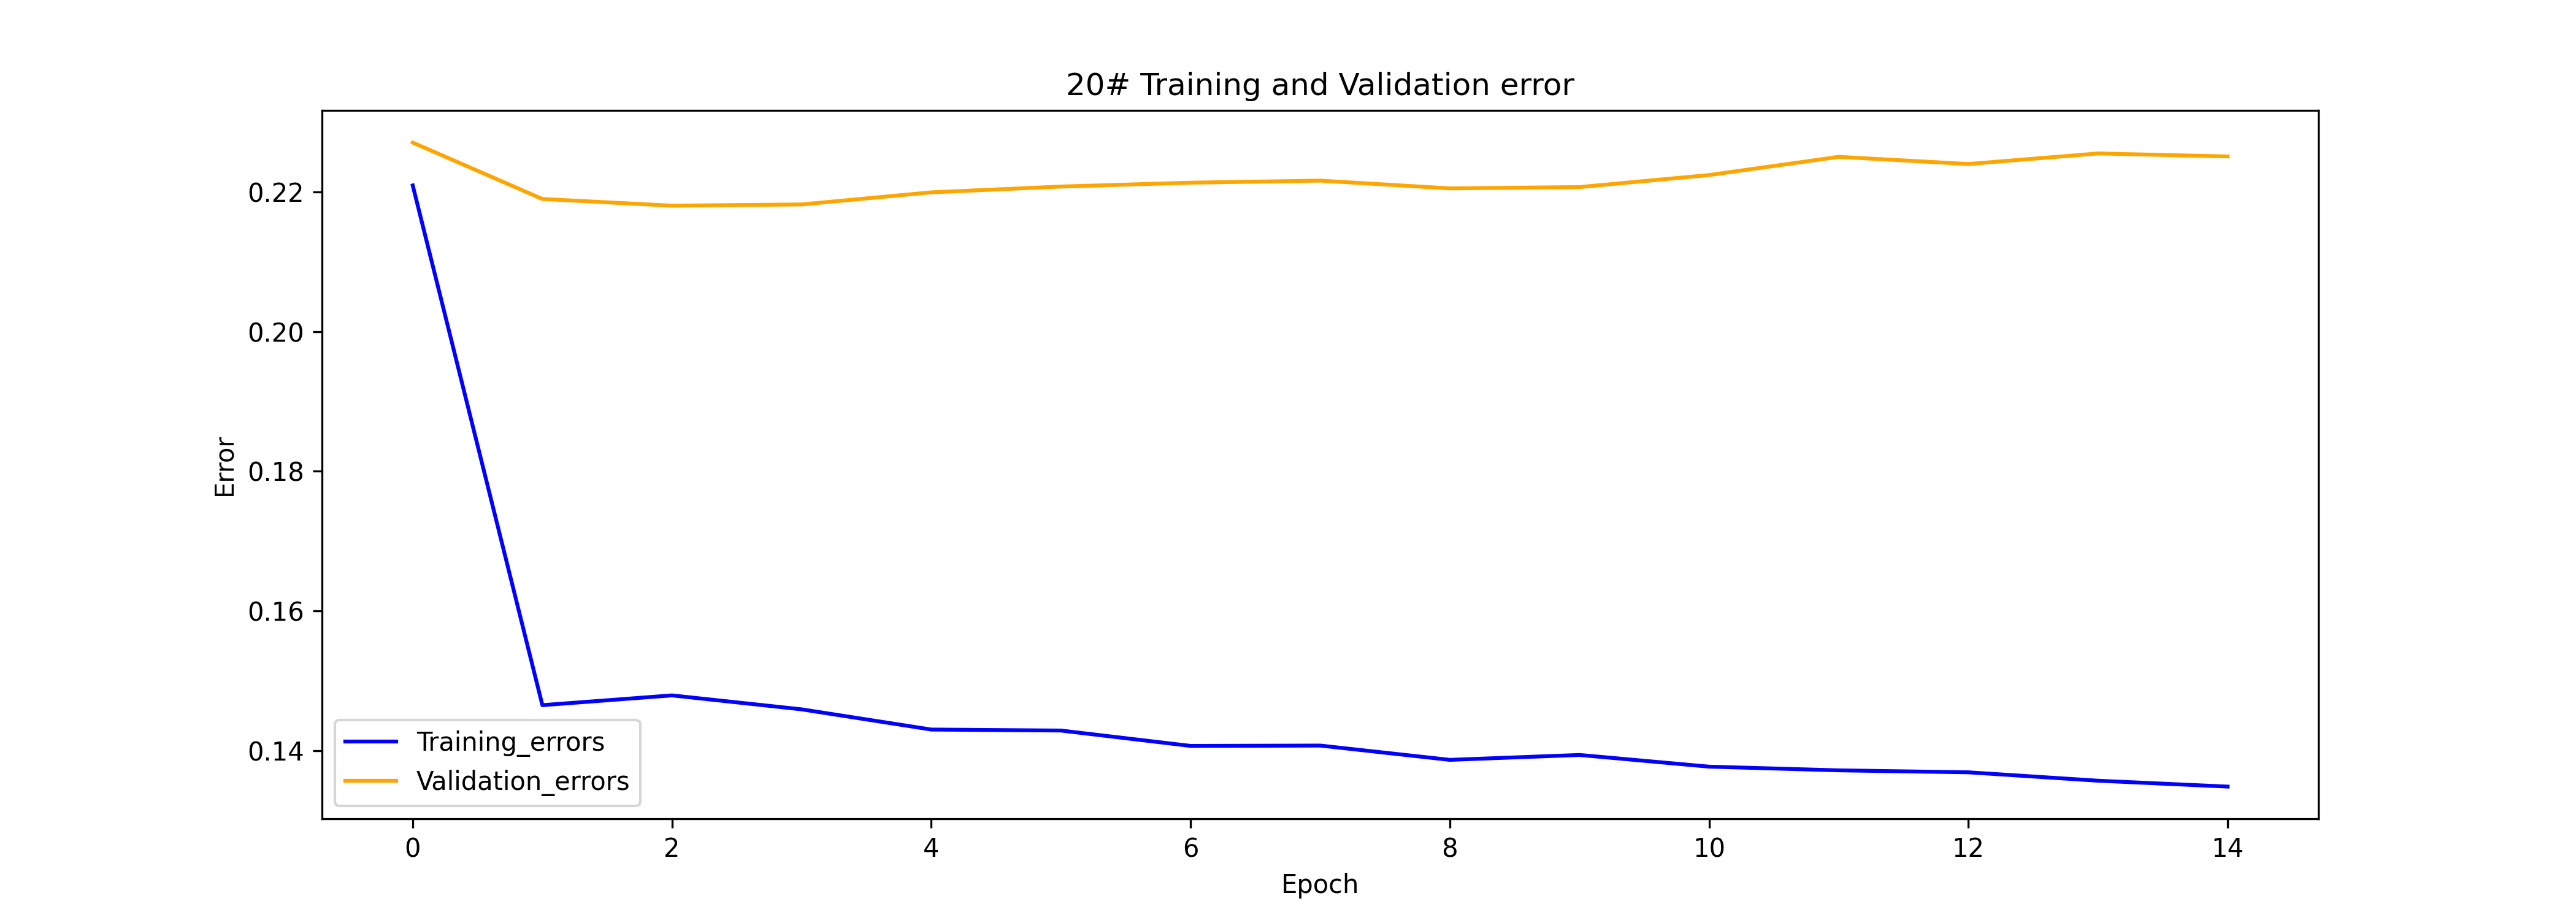 20# Training and Validation error
Error
0.22
0.20
0.18
0.16
0.14
Training_errors
Validation_errors
0 2 4 6 8 10 12 14
Epoch